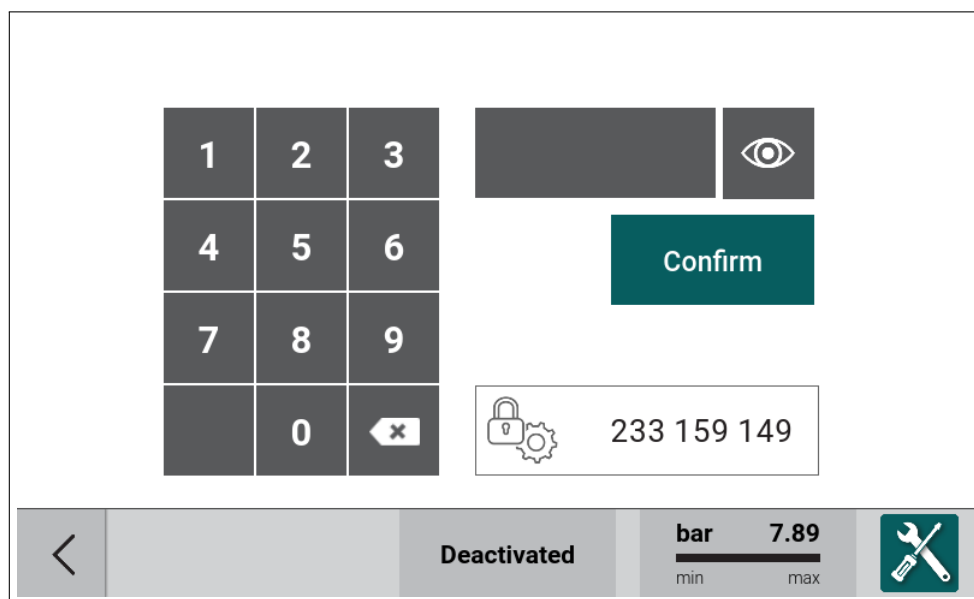 1 2 3
4 5 6
Confirm
7 8 9
0
233 159 149
Deactivated
bar 7.89
min max